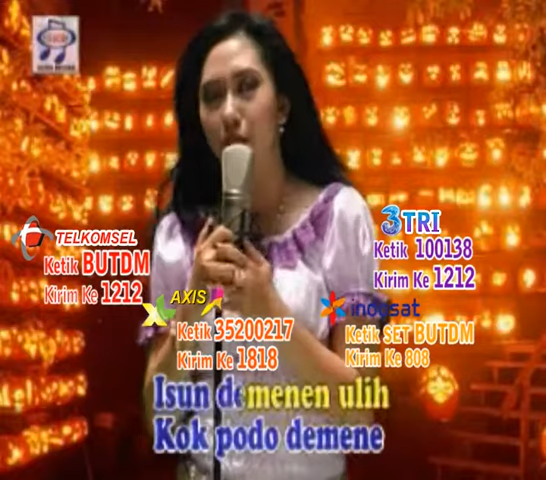 TELKOMSEL
Ketik BUTDM
Kirim Ke 1212
3TRI
Ketik 100138
Kirim Ke 1212
XL AXIS
Ketik 35200217
Kirim Ke 1818
indosat
Ketik SET BUTDM
Kirim Ke 808
Isun demenen ulih
Kok podo demene